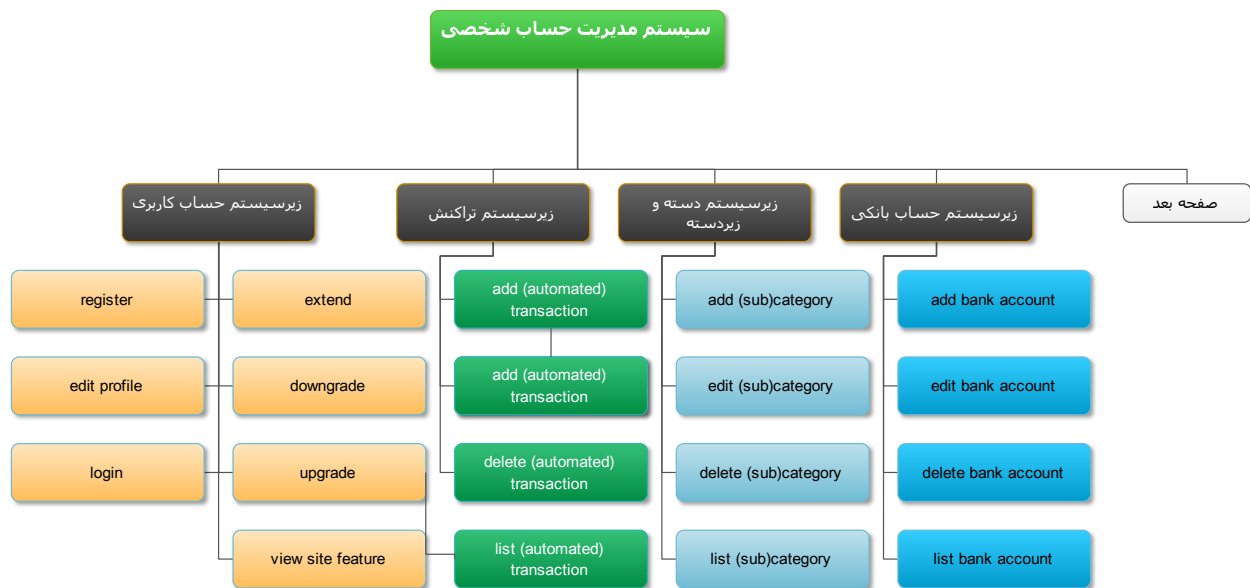 سیستم مدیریت حساب شخصی
زیرسیستم حساب کاربری
زیرسیستم تراکنش
زیرسیستم دسته و
زیردسته
زیرسیستم حساب بانکی
صفحه بعد
register
extend
add (automated)
transaction
add (sub)category
add bank account
edit profile
downgrade
add (automated)
transaction
edit (sub)category
edit bank account
login
upgrade
delete (automated)
transaction
delete (sub)category
delete bank account
view site feature
list (automated)
transaction
list (sub)category
list bank account